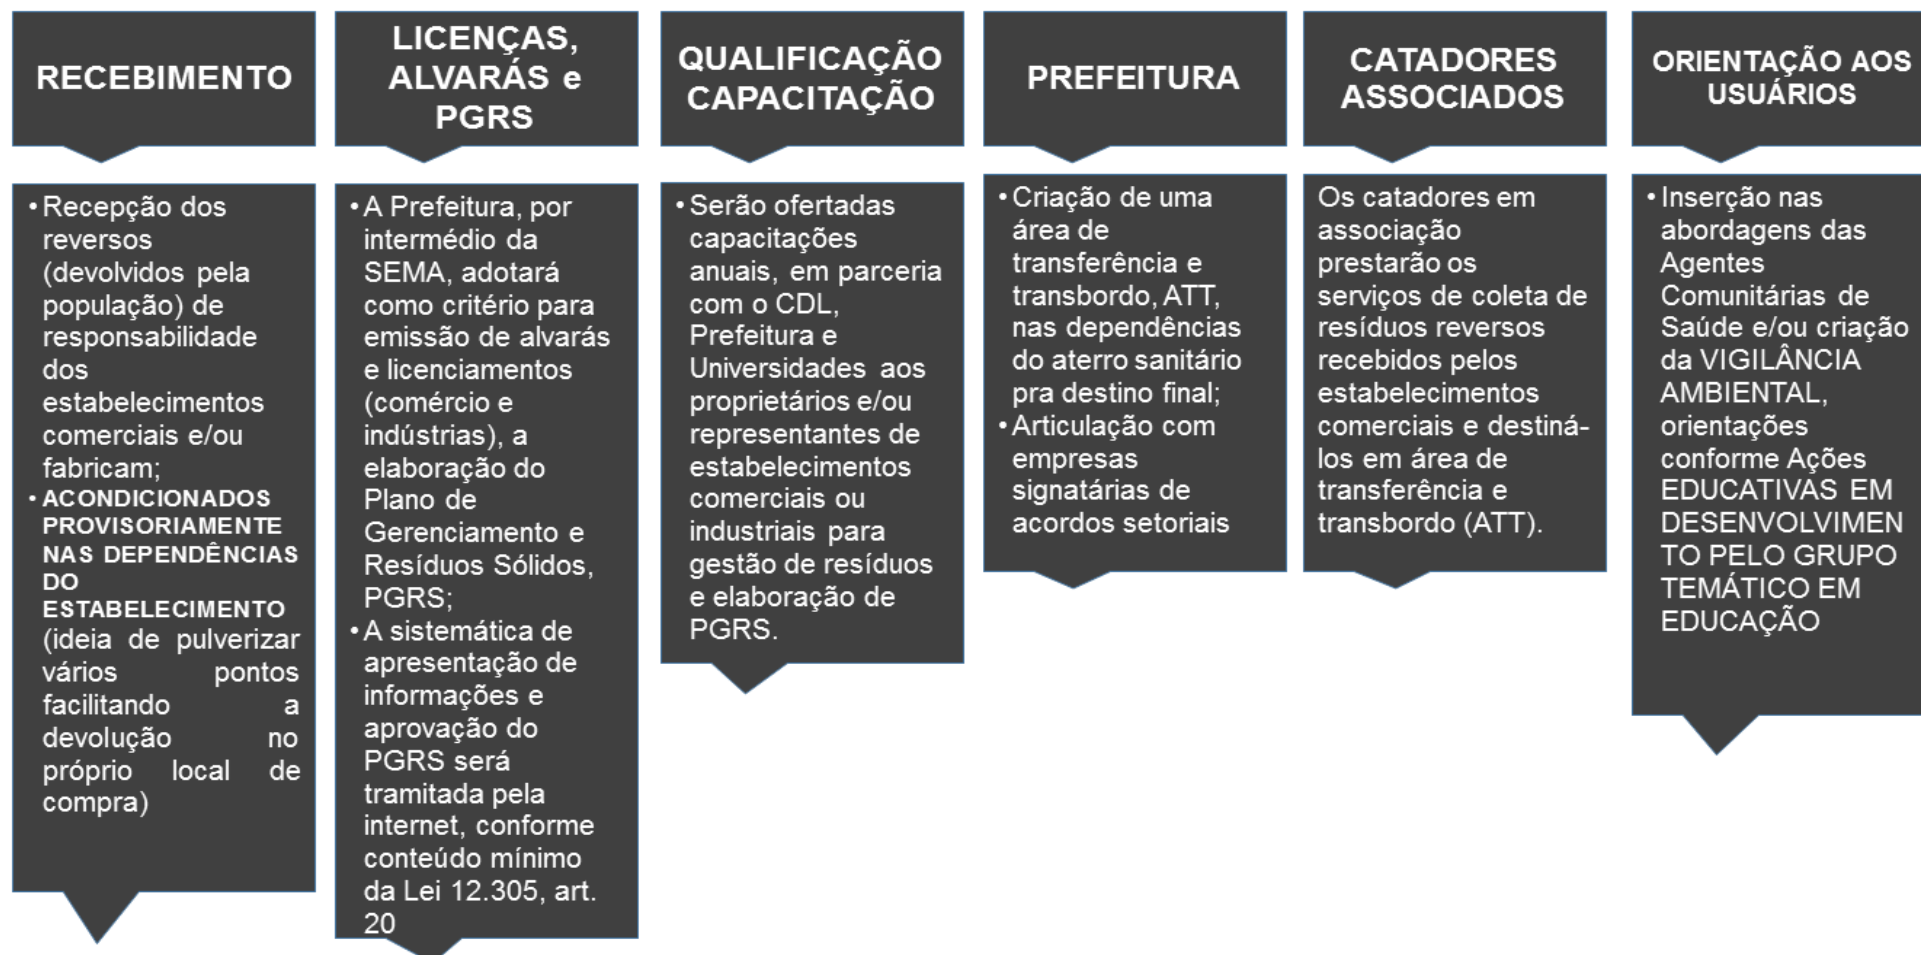 RECEBIMENTO
• Recepção dos
reversos
(devolvidos pela
população) de
responsabilidade
dos
estabelecimentos
comerciais e/ou
fabricam;
• ACONDICIONADOS
PROVISORIAMENTE
NAS DEPENDÊNCIAS
DO
ESTABELECIMENTO
(ideia de pulverizar
vários pontos
facilitando a
devolução no
próprio local de
compra)
LICENÇAS,
ALVARÁS e
PGRS
• A Prefeitura, por
intermédio da
SEMA, adotará
como critério para
emissão de alvarás
e licenciamentos
(comércio e
indústrias), a
elaboração do
Plano de
Gerenciamento e
Resíduos Sólidos,
PGRS;
• A sistemática de
apresentação de
informações e
aprovação do
PGRS será
tramitada pela
internet, conforme
conteúdo mínimo
da Lei 12.305, art.
20
QUALIFICAÇÃO
CAPACITAÇÃO
• Serão ofertadas
capacitações
anuais, em parceria
com o CDL,
Prefeitura e
Universidades aos
proprietários e/ou
representantes de
estabelecimentos
comerciais ou
industriais para
gestão de resíduos
e elaboração de
PGRS.
PREFEITURA
• Criação de uma
área de
transferência e
transbordo, ATT,
nas dependências
do aterro sanitário
pra destino final;
• Articulação com
empresas
signatárias de
acordos setoriais
CATADORES
ASSOCIADOS
Os catadores em
associação
prestarão os
serviços de coleta de
resíduos reversos
recebidos pelos
estabelecimentos
comerciais e destiná-
los em área de
transferência e
transbordo (ATT).
ORIENTAÇÃO AOS
USUÁRIOS
• Inserção nas
abordagens das
Agentes
Comunitárias de
Saúde e/ou criação
da VIGILÂNCIA
AMBIENTAL,
orientações
conforme Ações
EDUCATIVAS EM
DESENVOLVIMEN
TO PELO GRUPO
TEMÁTICO EM
EDUCAÇÃO